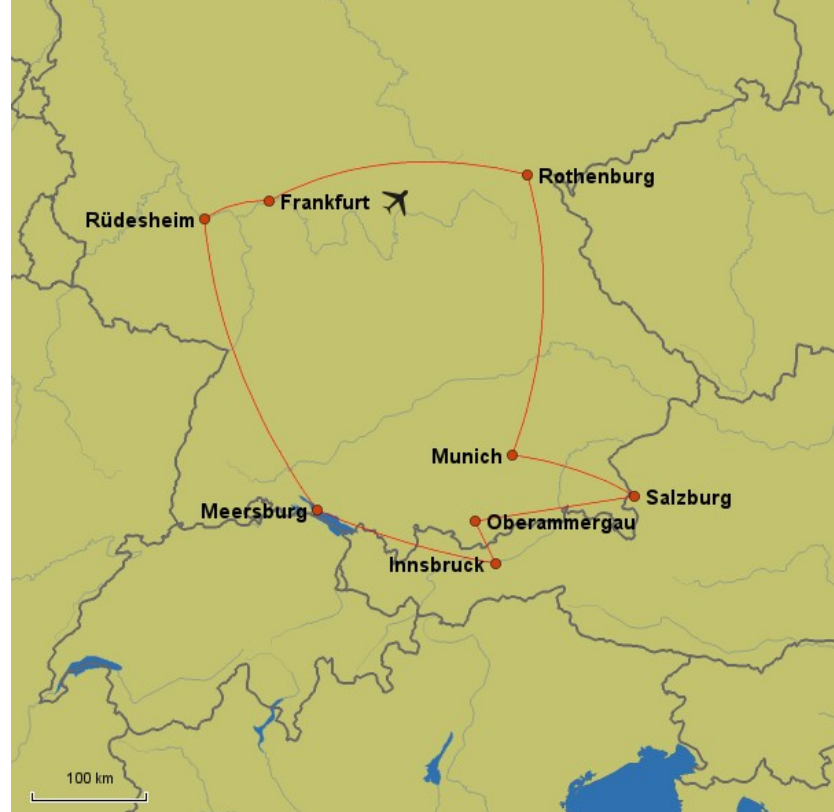 Rothenburg
Frankfurt
Rüdesheim
Munich
Salzburg
Meersburg
Oberammergau
Innsbruck
100 km